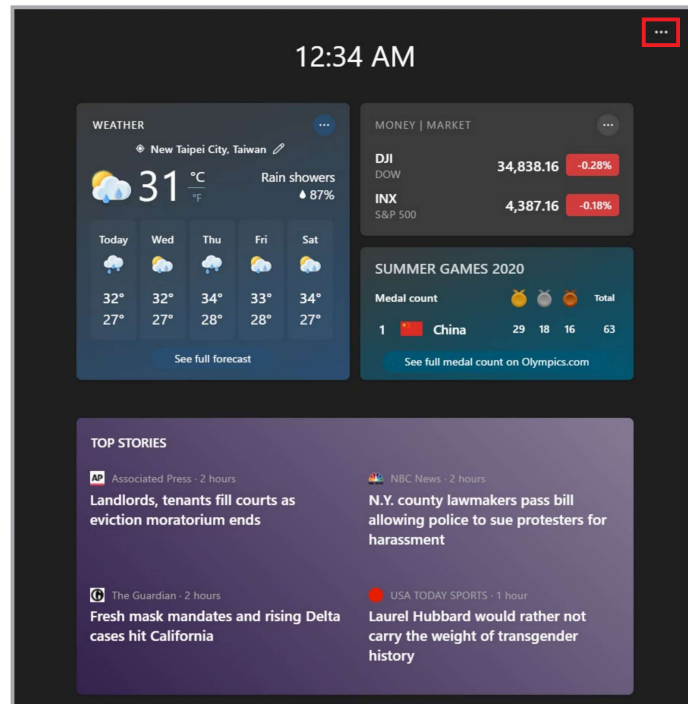 12:34 AM
WEATHER
New Taipei City, Taiwan
31 °C
°F
Rain showers
87%
Today Wed Thu Fri Sat
32° 32° 34° 33° 34°
27° 27° 28° 28° 27°
See full forecast
MONEY | MARKET
DJI
DOW
34,838.16 -0.28%
INX
S&P 500
4,387.16 -0.18%
SUMMER GAMES 2020
Medal count Total
1 China 29 18 16 63
See full medal count on Olympics.com
TOP STORIES
AP Associated Press · 2 hours
Landlords, tenants fill courts as
eviction moratorium ends
NBC News · 2 hours
N.Y. county lawmakers pass bill
allowing police to sue protesters for
harassment
The Guardian · 2 hours
Fresh mask mandates and rising Delta
cases hit California
USA TODAY SPORTS · 1 hour
Laurel Hubbard would rather not
carry the weight of transgender
history